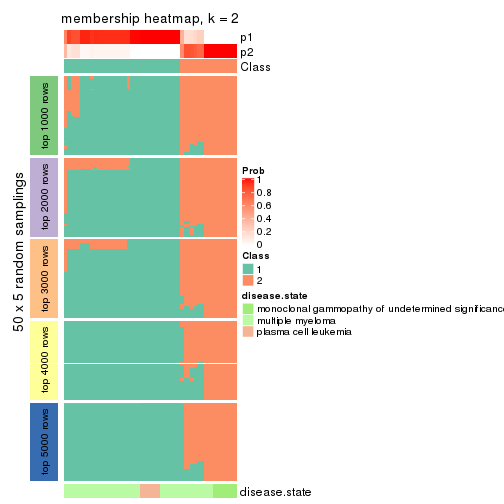 membership heatmap, k = 2
p1
p2
Class
50 x 5 random samplings
top 1000 rows
top 2000 rows
top 3000 rows
top 4000 rows
top 5000 rows
Prob
1
0.8
0.6
0.4
0.2
0
Class
1
2
disease.state
monoclonal gammopathy of undetermined significance
multiple myeloma
plasma cell leukemia
disease.state